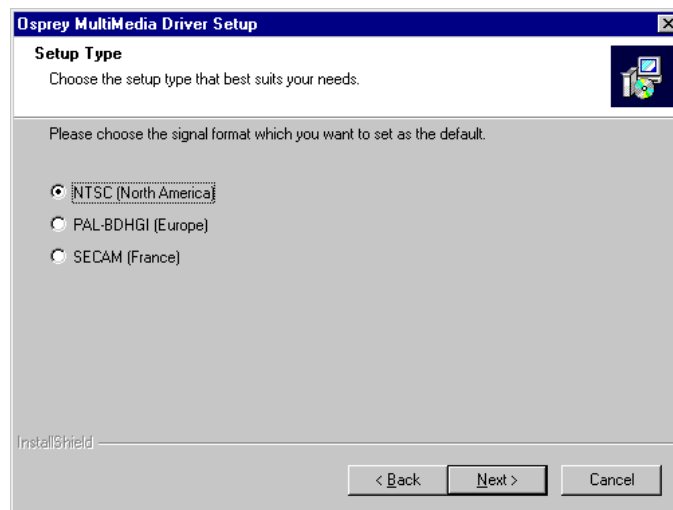 Osprey MultiMedia Driver Setup
Setup Type
Choose the setup type that best suits your needs.
Please choose the signal format which you want to set as the default.
NTSC (North America)
PAL-BDHGI (Europe)
SECAM (France)
InstallShield
< Back
Next >
Cancel